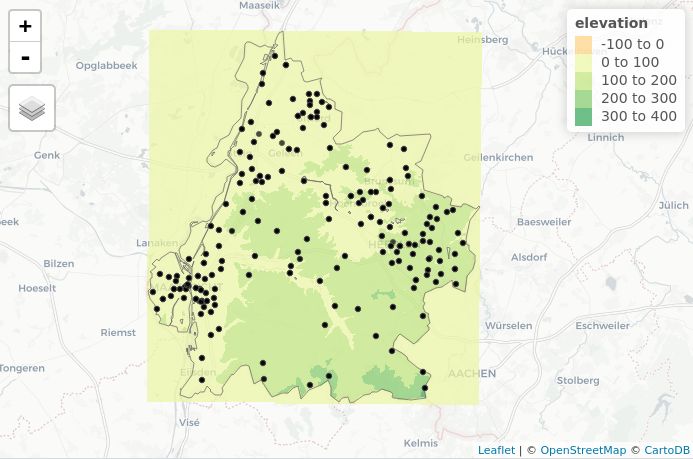 Maaseik
+
-
elevation
-100 to 0
0 to 100
100 to 200
200 to 300
300 to 400
Heinsberg
Opglabbeek
Linnich
Genk
Geilenkirchen
Jülich
Baesweiler
Lanaken
Bilzen
Alsdorf
Hoeselt
Riemst
Würselen
Eschweiler
Tongeren
Eijsden
AACHEN
Stolberg
Visé
Kelmis
Leaflet | © OpenStreetMap © CartoDB